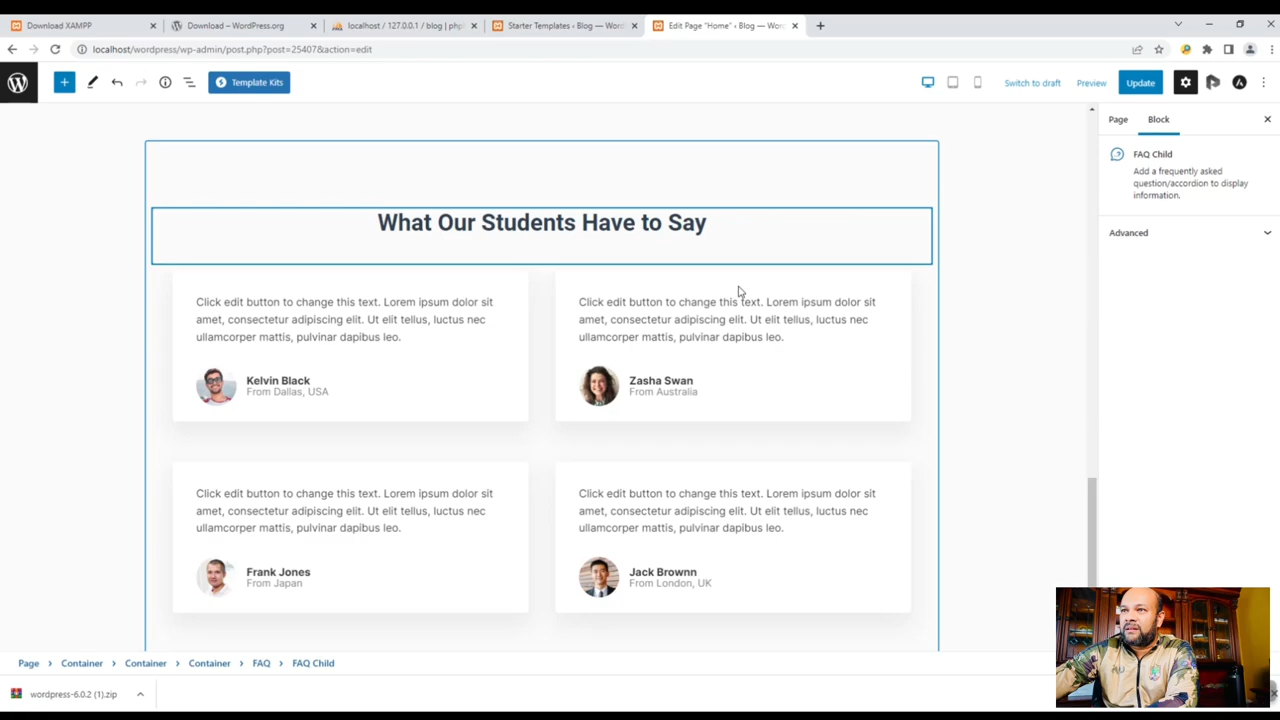 Download XAMPP
Download – WordPress.org
localhost / 127.0.0.1 / blog | php
Starter Templates ‹ Blog — Word
Edit Page "Home" ‹ Blog — Wor
localhost/wordpress/wp-admin/post.php?post=25407&action=edit
Template Kits
Switch to draft
Preview
Update
Page
Block
FAQ Child
Add a frequently asked
question/accordion to display
information.
Advanced
What Our Students Have to Say
Click edit button to change this text. Lorem ipsum dolor sit
amet, consectetur adipiscing elit. Ut elit tellus, luctus nec
ullamcorper mattis, pulvinar dapibus leo.
Kelvin Black
From Dallas, USA
Click edit button to change this text. Lorem ipsum dolor sit
amet, consectetur adipiscing elit. Ut elit tellus, luctus nec
ullamcorper mattis, pulvinar dapibus leo.
Zasha Swan
From Australia
Click edit button to change this text. Lorem ipsum dolor sit
amet, consectetur adipiscing elit. Ut elit tellus, luctus nec
ullamcorper mattis, pulvinar dapibus leo.
Frank Jones
From Japan
Click edit button to change this text. Lorem ipsum dolor sit
amet, consectetur adipiscing elit. Ut elit tellus, luctus nec
ullamcorper mattis, pulvinar dapibus leo.
Jack Brownn
From London, UK
Page > Container > Container > Container > FAQ > FAQ Child
wordpress-6.0.2 (1).zip